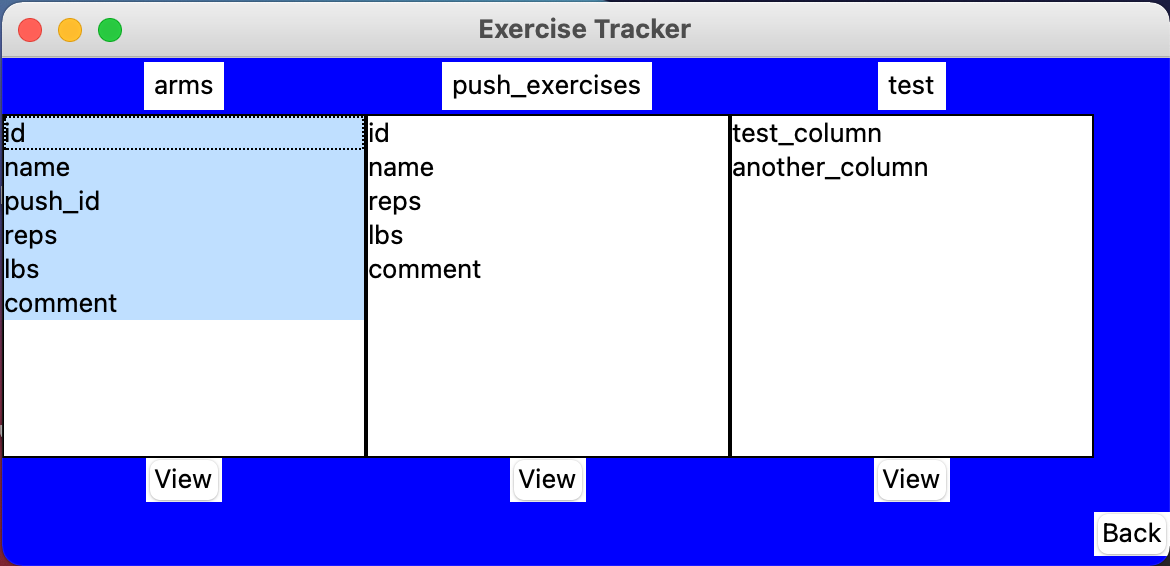 Exercise Tracker
arms
push_exercises
test
id
name
push_id
reps
lbs
comment
id
name
reps
lbs
comment
test_column
another_column
View
View
View
Back